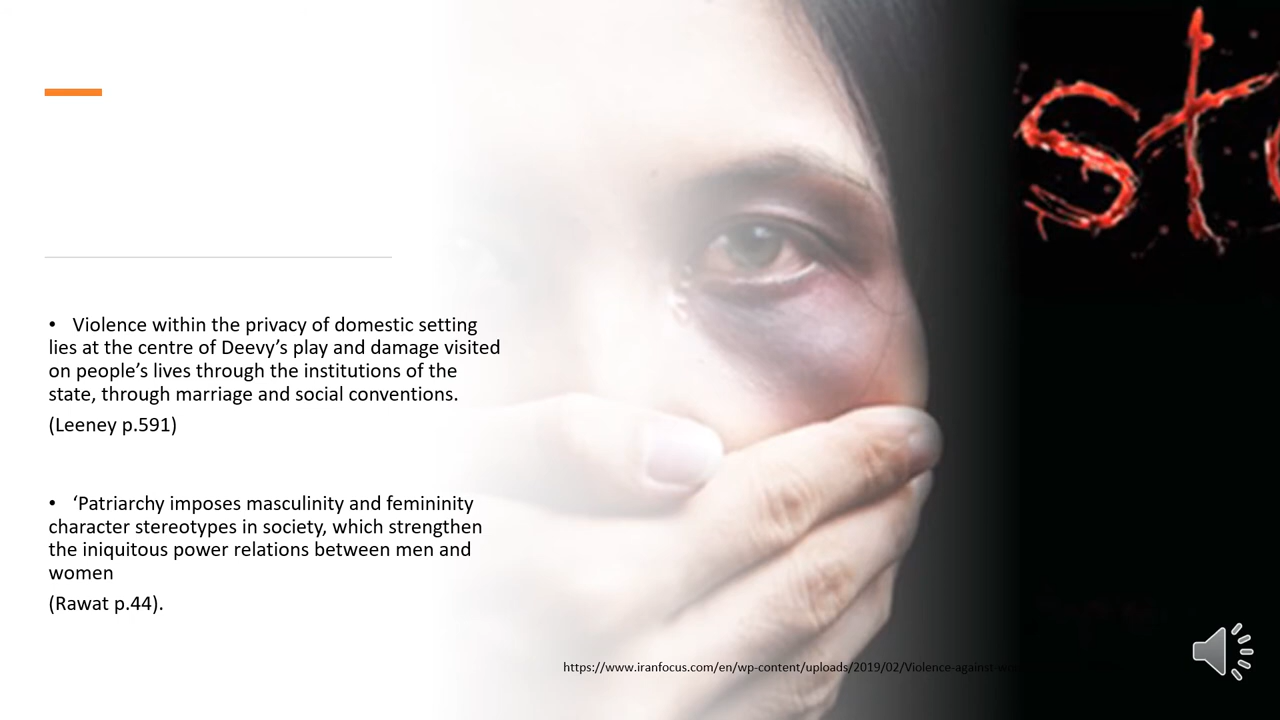 • Violence within the privacy of domestic setting
lies at the centre of Deevy’s play and damage visited
on people’s lives through the institutions of the
state, through marriage and social conventions.
(Leeney p.591)
• ‘Patriarchy imposes masculinity and femininity
character stereotypes in society, which strengthen
the iniquitous power relations between men and
women
(Rawat p.44).
st
https://www.iranfocus.com/en/wp-content/uploads/2019/02/Violence-against-